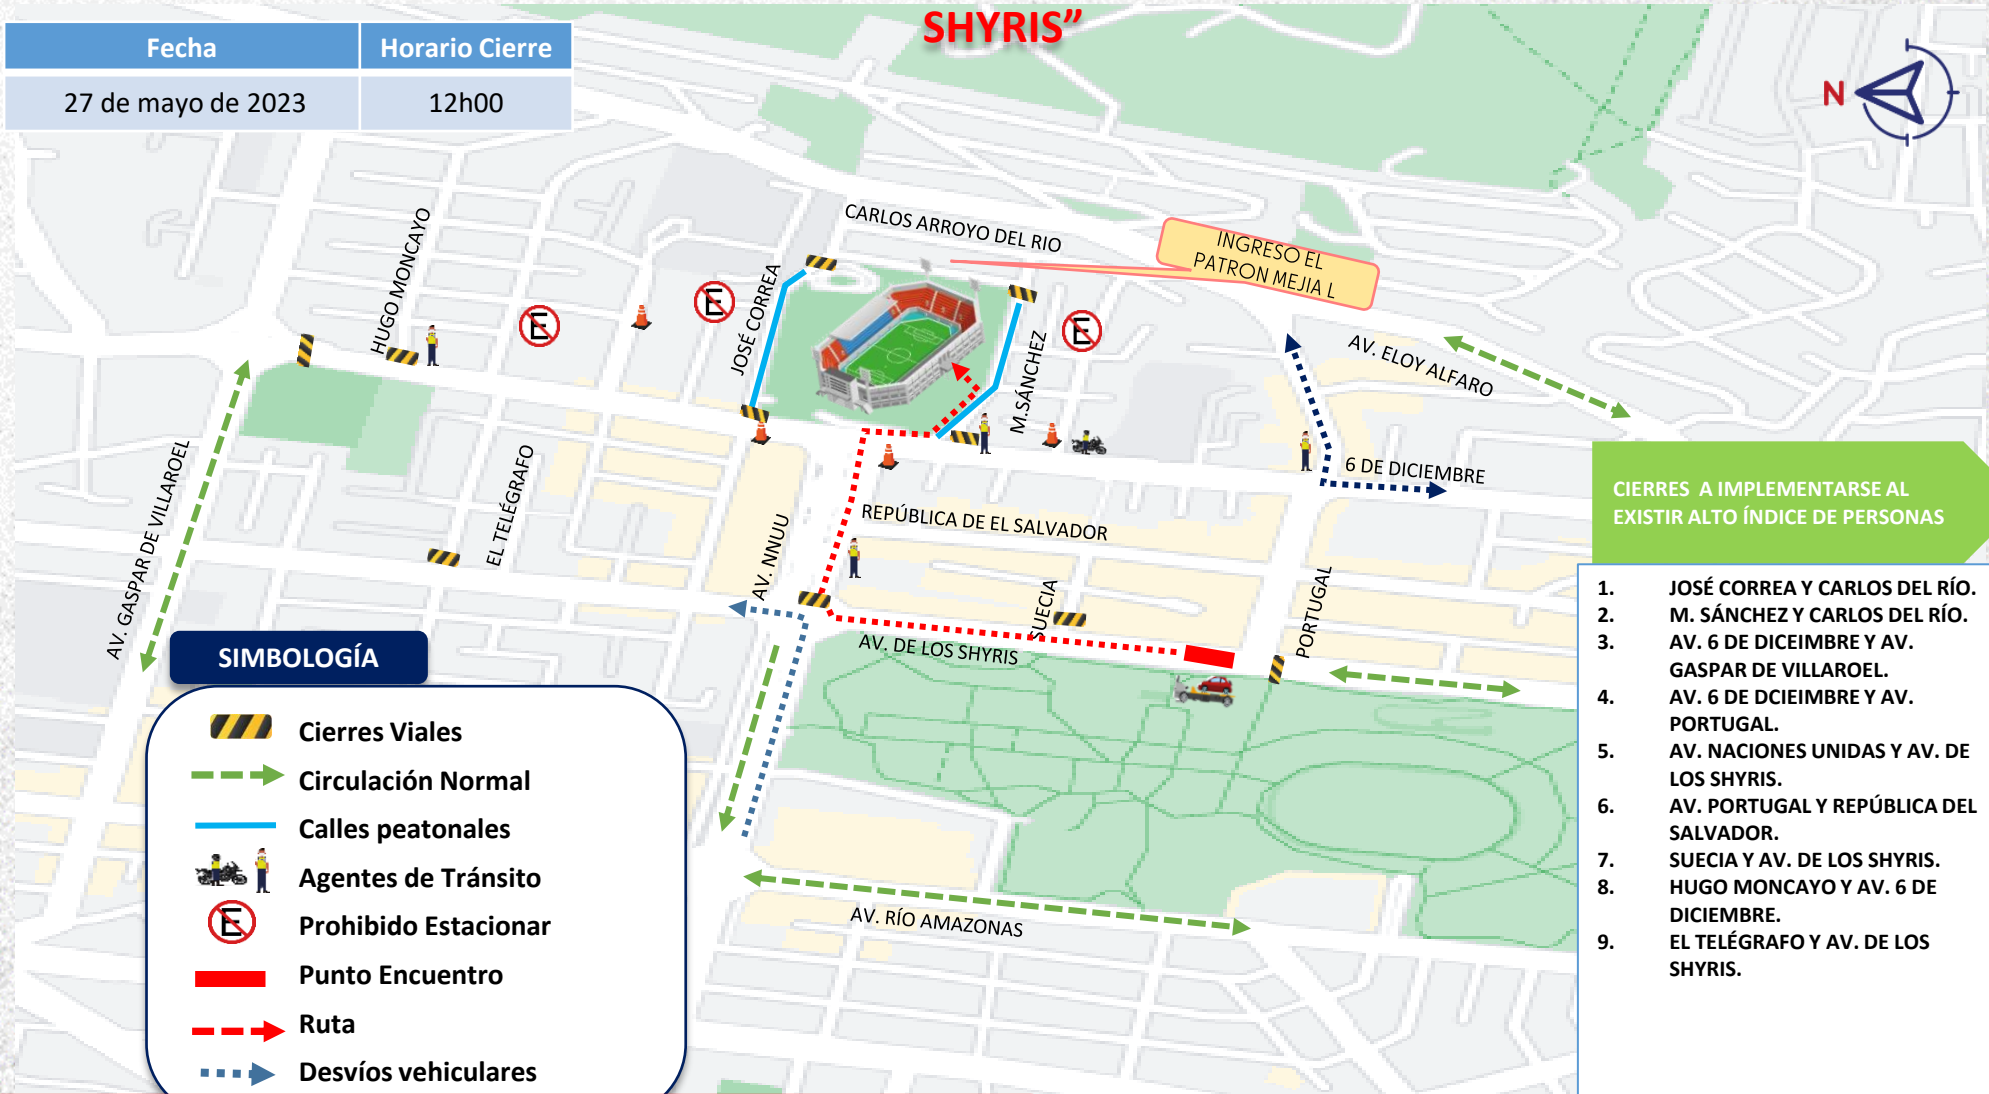 SHYRIS”
Fecha
Horario Cierre
27 de mayo de 2023
12h00
N
CARLOS ARROYO DEL RIO
INGRESO EL
PATRON MEJIA L
HUGO MONCAYO
JOSÉ CORREA
M.SÁNCHEZ
E
E
E
AV. ELOY ALFARO
AV. GASPAR DE VILLAROEL
EL TELÉGRAFO
AV. NNUU
6 DE DICIEMBRE
REPÚBLICA DE EL SALVADOR
SUECIA
PORTUGAL
AV. DE LOS SHYRIS
AV. RÍO AMAZONAS
SIMBOLOGÍA
Cierres Viales
Circulación Normal
Calles peatonales
Agentes de Tránsito
E
Prohibido Estacionar
Punto Encuentro
Ruta
Desvíos vehiculares
CIERRES A IMPLEMENTARSE AL
EXISTIR ALTO ÍNDICE DE PERSONAS
1. JOSÉ CORREA Y CARLOS DEL RÍO.
2. M. SÁNCHEZ Y CARLOS DEL RÍO.
3. AV. 6 DE DICEIMBRE Y AV.
GASPAR DE VILLAROEL.
4. AV. 6 DE DCIEIMBRE Y AV.
PORTUGAL.
5. AV. NACIONES UNIDAS Y AV. DE
LOS SHYRIS.
6. AV. PORTUGAL Y REPÚBLICA DEL
SALVADOR.
7. SUECIA Y AV. DE LOS SHYRIS.
8. HUGO MONCAYO Y AV. 6 DE
DICIEMBRE.
9. EL TELÉGRAFO Y AV. DE LOS
SHYRIS.